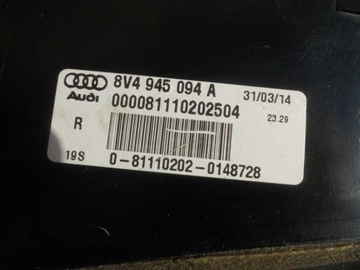 8V4 945 094 A
31/03/14
Audi
000081110202504
23.29
R
19S
0-81110202-0148728